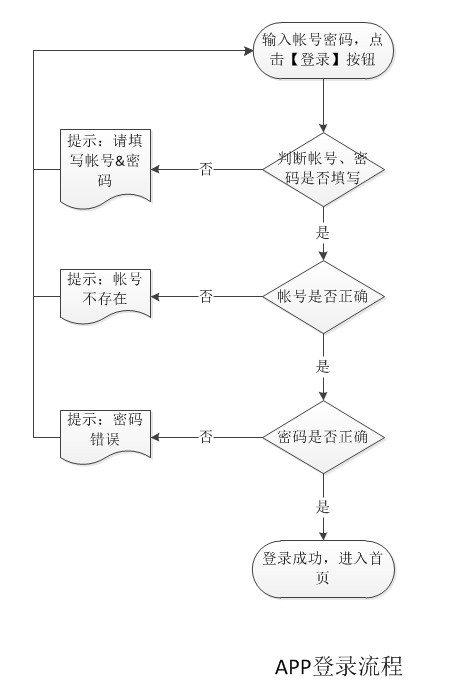 输入帐号密码，点
击【登录】按钮
提示：请填
写帐号&密
码
否
判断帐号、密
码是否填写
是
提示：帐号
不存在
否
帐号是否正确
是
提示：密码
错误
否
密码是否正确
是
登录成功，进入首
页
APP登录流程